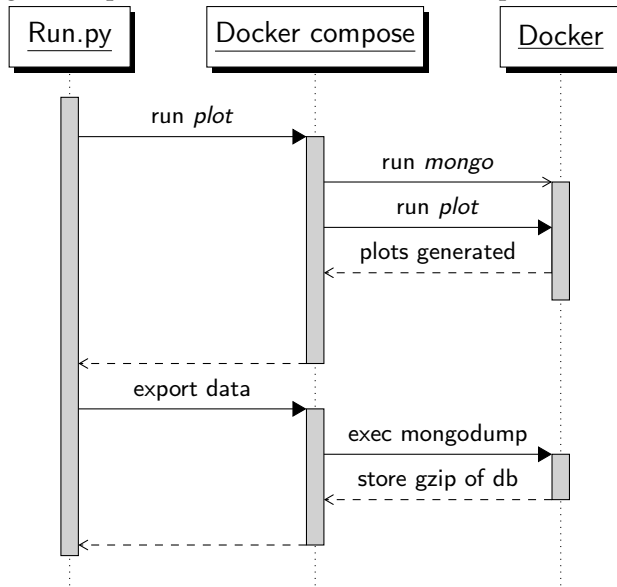 Run.py
Docker compose
Docker
run plot
run mongo
run plot
plots generated
export data
exec mongodump
store gzip of db